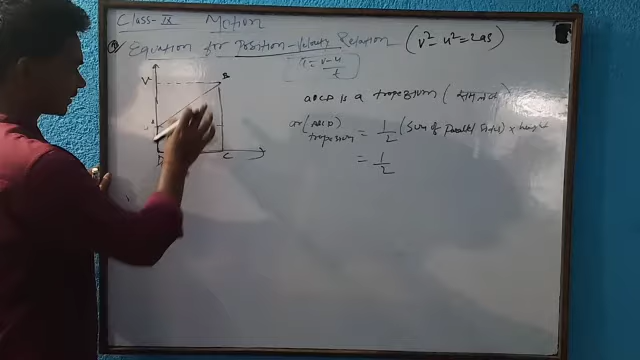 Class-IX Motion
Equation for Position-Velocity Relation (v²-u²=2as)
v-u
t
V
B
ABCD is a trapezium (समलंब)
ar (ABCD) = 1/2 (Sum of Parallel Sides) x height
trapezium
= 1/2
D
C